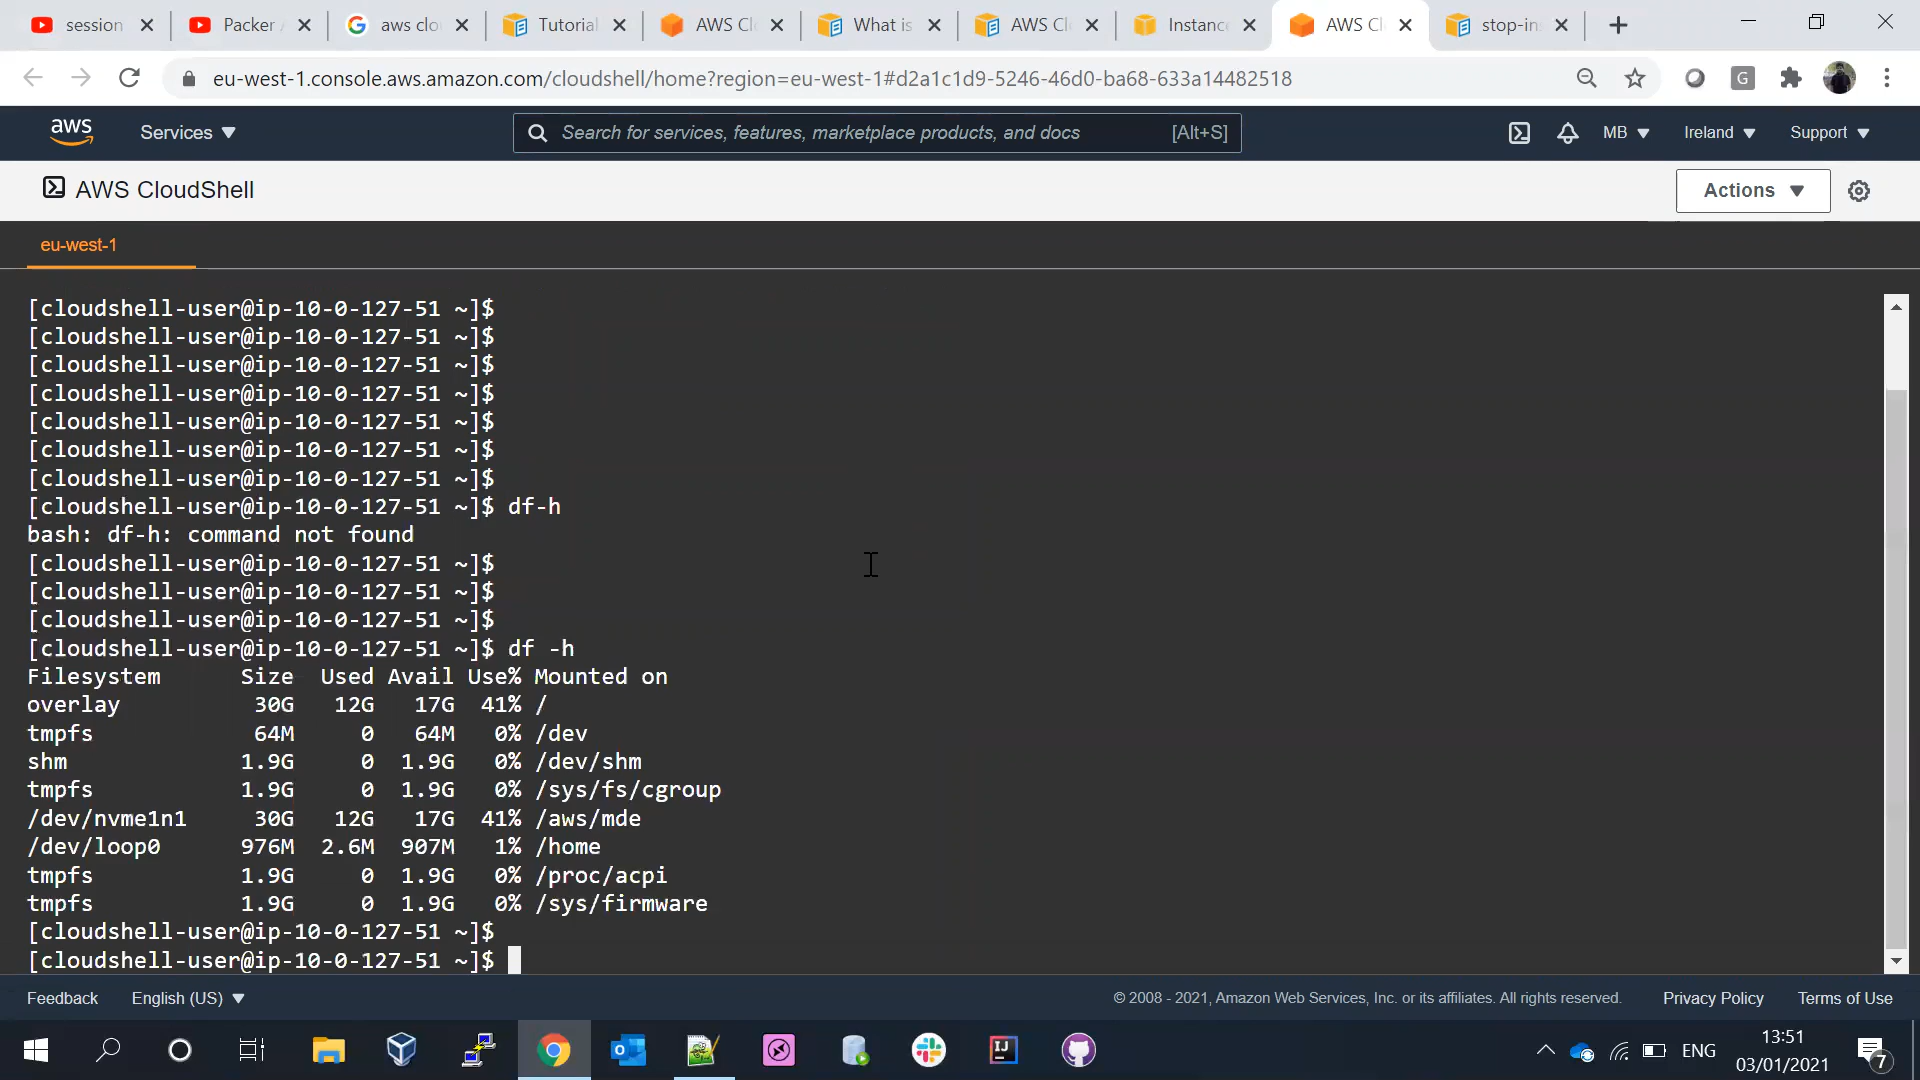 session
Packer
aws clo
Tutorial
AWS Cl
What is
AWS Cl
Instanc
AWS Cl
stop-in
eu-west-1.console.aws.amazon.com/cloudshell/home?region=eu-west-1#d2a1c1d9-5246-46d0-ba68-633a14482518
G
aws
Services
Search for services, features, marketplace products, and docs [Alt+S]
MB
Ireland
Support
AWS CloudShell
Actions
eu-west-1
[cloudshell-user@ip-10-0-127-51 ~]$
[cloudshell-user@ip-10-0-127-51 ~]$
[cloudshell-user@ip-10-0-127-51 ~]$
[cloudshell-user@ip-10-0-127-51 ~]$
[cloudshell-user@ip-10-0-127-51 ~]$
[cloudshell-user@ip-10-0-127-51 ~]$
[cloudshell-user@ip-10-0-127-51 ~]$
[cloudshell-user@ip-10-0-127-51 ~]$ df-h
bash: df-h: command not found
[cloudshell-user@ip-10-0-127-51 ~]$
[cloudshell-user@ip-10-0-127-51 ~]$
[cloudshell-user@ip-10-0-127-51 ~]$
[cloudshell-user@ip-10-0-127-51 ~]$ df -h
Filesystem      Size  Used Avail Use% Mounted on
overlay          30G   12G   17G  41% /
tmpfs            64M     0   64M   0% /dev
shm             1.9G     0  1.9G   0% /dev/shm
tmpfs           1.9G     0  1.9G   0% /sys/fs/cgroup
/dev/nvme1n1     30G   12G   17G  41% /aws/mde
/dev/loop0      976M  2.6M  907M   1% /home
tmpfs           1.9G     0  1.9G   0% /proc/acpi
tmpfs           1.9G     0  1.9G   0% /sys/firmware
[cloudshell-user@ip-10-0-127-51 ~]$
[cloudshell-user@ip-10-0-127-51 ~]$
Feedback
English (US)
© 2008 - 2021, Amazon Web Services, Inc. or its affiliates. All rights reserved.
Privacy Policy
Terms of Use
ENG
13:51
03/01/2021
7